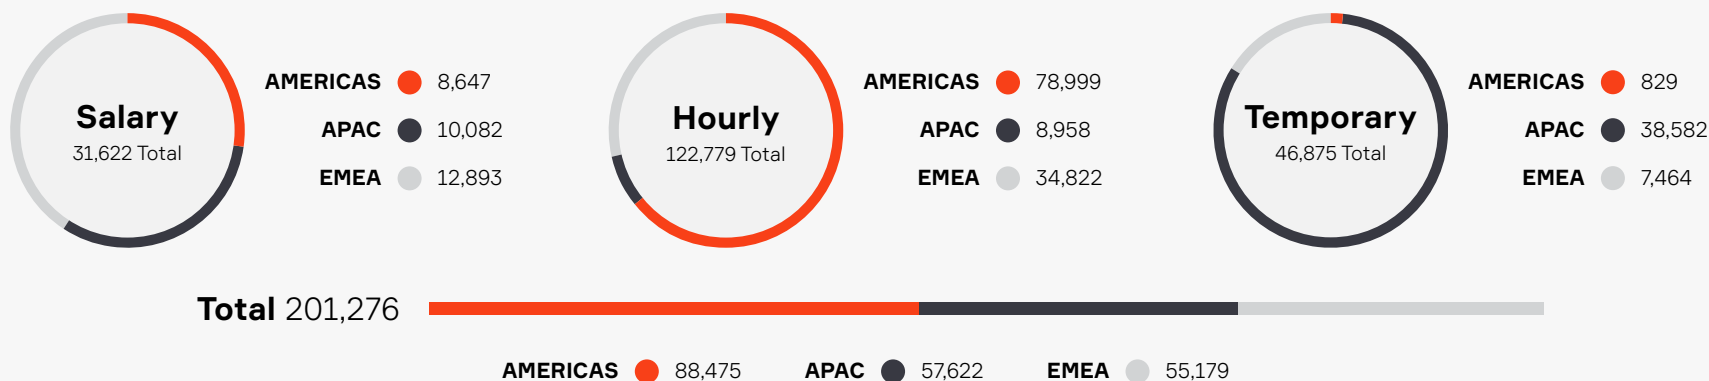 Salary
31,622 Total
AMERICAS 8,647
APAC 10,082
EMEA 12,893
Hourly
122,779 Total
AMERICAS 78,999
APAC 8,958
EMEA 34,822
Temporary
46,875 Total
AMERICAS 829
APAC 38,582
EMEA 7,464
Total 201,276
AMERICAS 88,475 APAC 57,622 EMEA 55,179